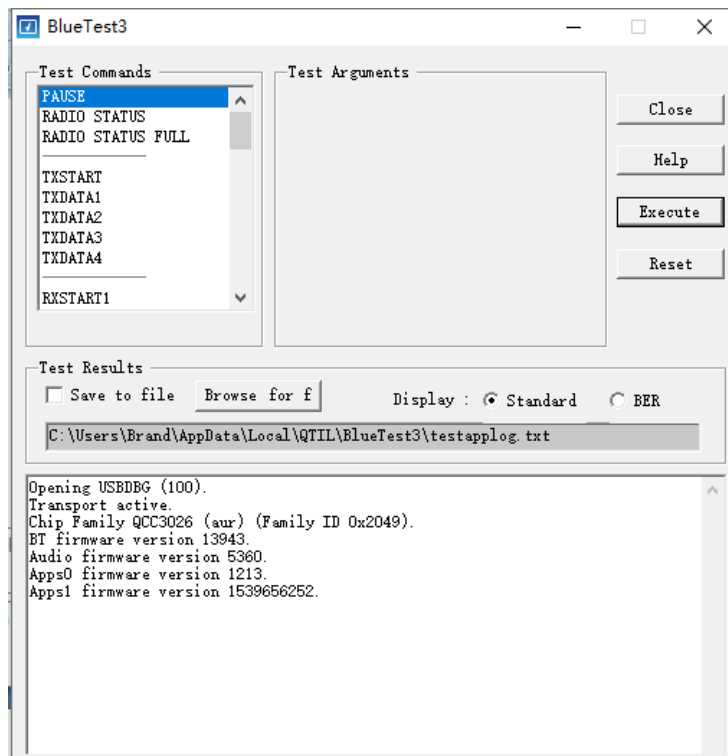 BlueTest3
Test Commands
PAUSE
RADIO STATUS
RADIO STATUS FULL
TXSTART
TXDATA1
TXDATA2
TXDATA3
TXDATA4
RXSTART1
Test Arguments
Close
Help
Execute
Reset
Test Results
Save to file Browse for f Display : Standard BER
C:\Users\Brand\AppData\Local\QTIL\BlueTest3\testapplog.txt
Opening USBDBG (100).
Transport active.
Chip Family QCC3026 (aur) (Family ID 0x2049).
BT firmware version 13943.
Audio firmware version 5360.
Apps0 firmware version 1213.
Apps1 firmware version 1539656252.